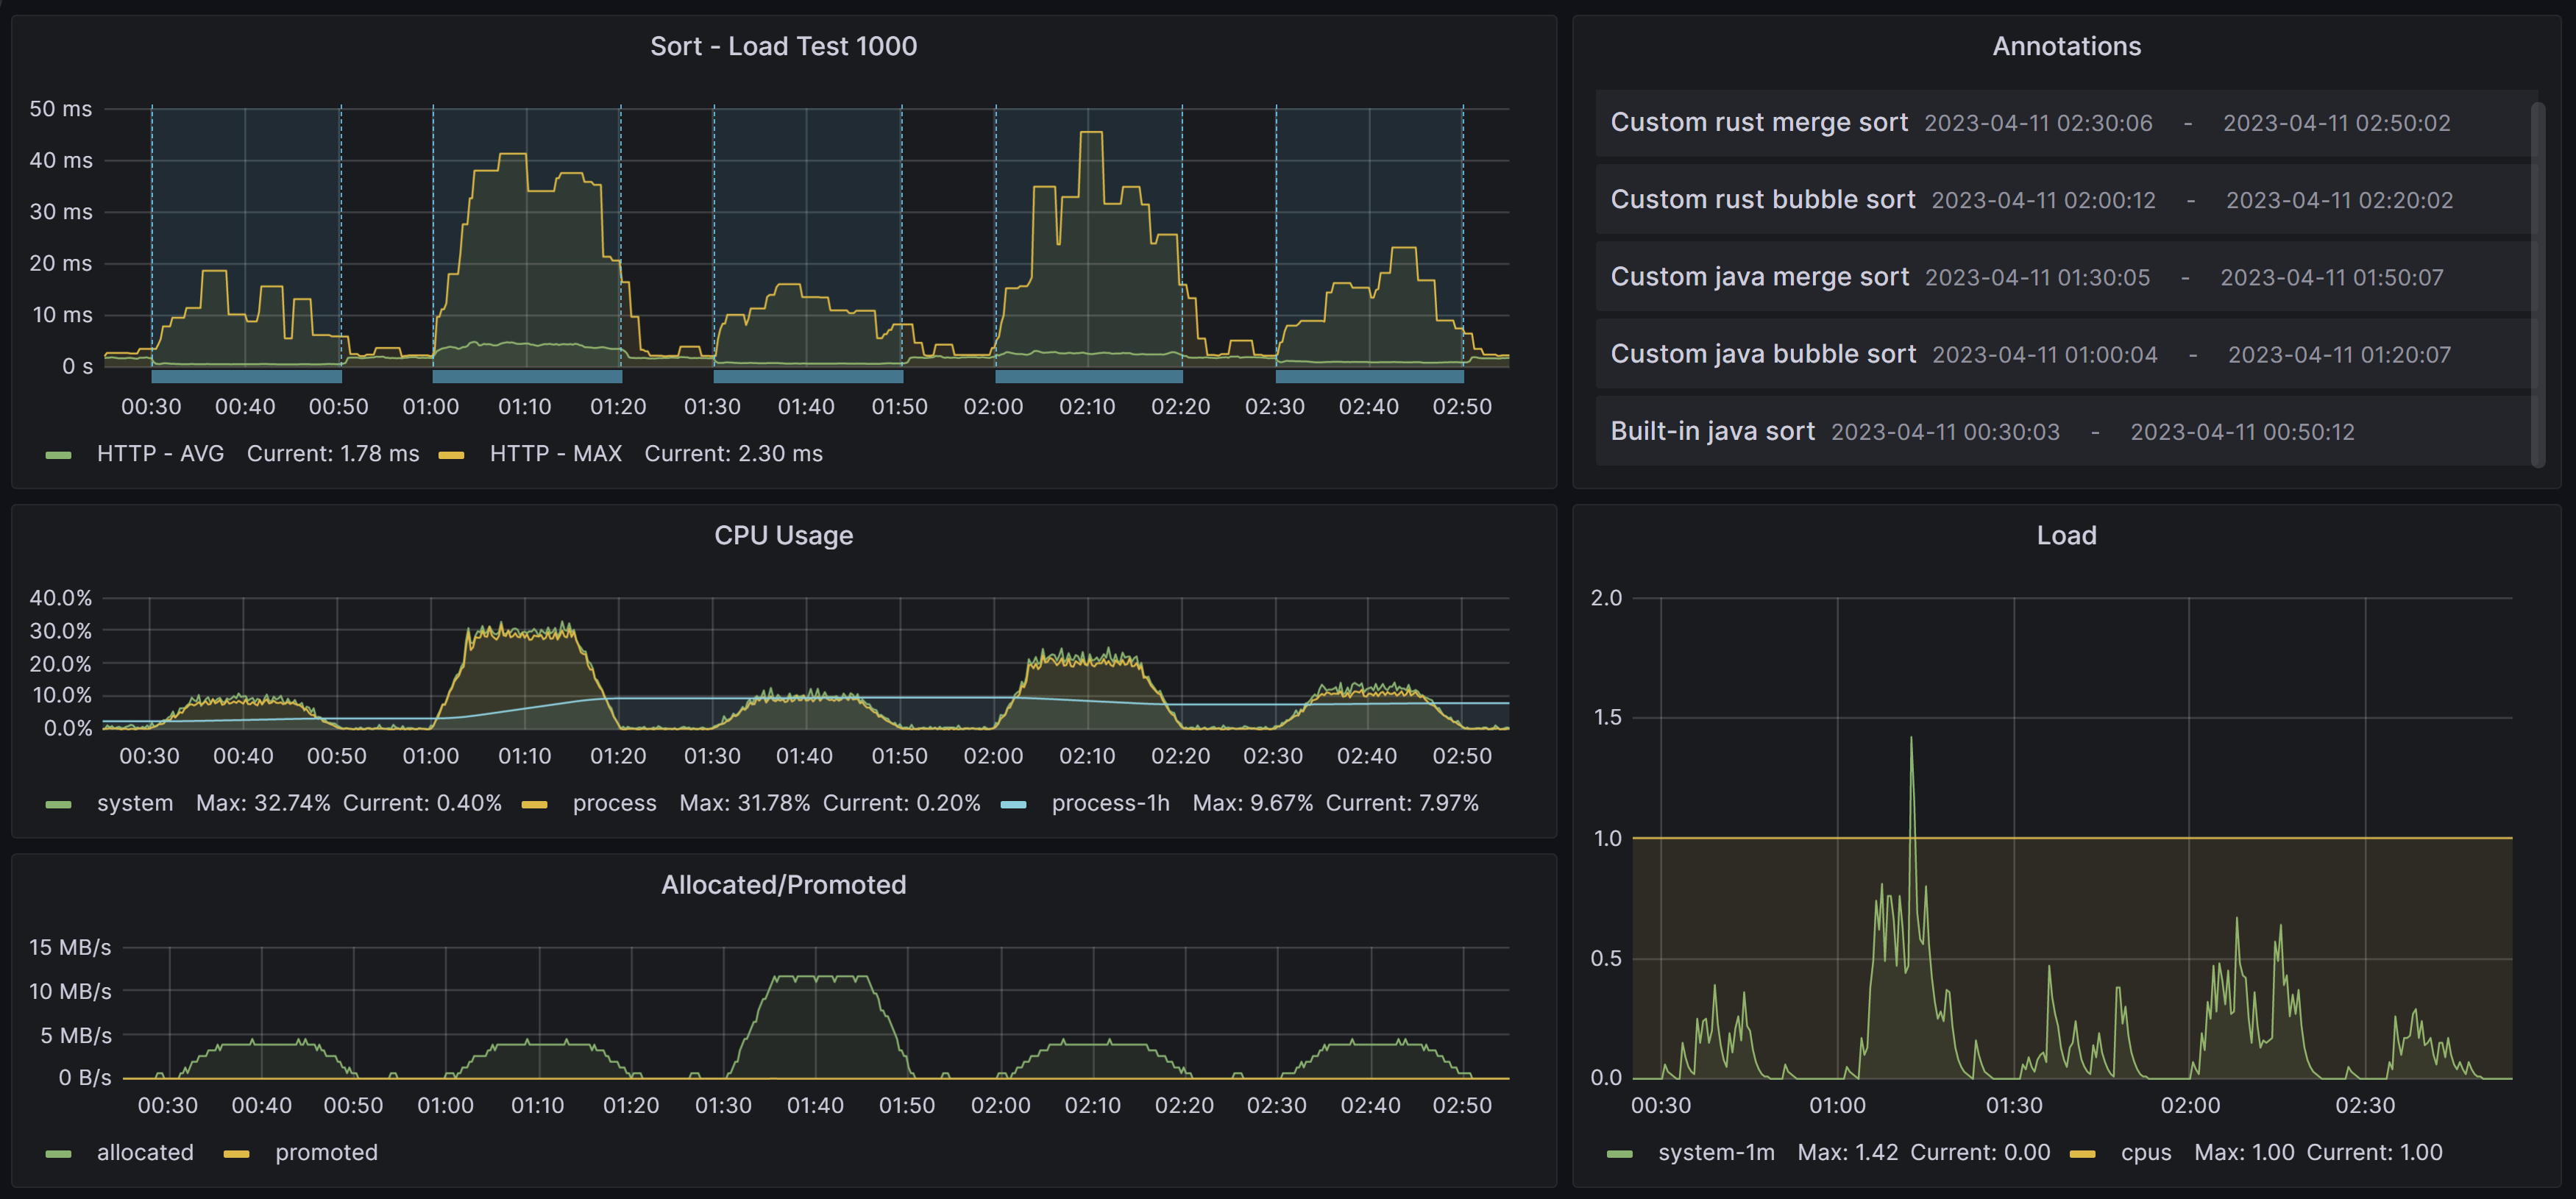 Sort - Load Test 1000
50 ms
40 ms
30 ms
20 ms
10 ms
0 s
00:30 00:40 00:50 01:00 01:10 01:20 01:30 01:40 01:50 02:00 02:10 02:20 02:30 02:40 02:50
HTTP - AVG Current: 1.78 ms HTTP - MAX Current: 2.30 ms
Annotations
Custom rust merge sort 2023-04-11 02:30:06 - 2023-04-11 02:50:02
Custom rust bubble sort 2023-04-11 02:00:12 - 2023-04-11 02:20:02
Custom java merge sort 2023-04-11 01:30:05 - 2023-04-11 01:50:07
Custom java bubble sort 2023-04-11 01:00:04 - 2023-04-11 01:20:07
Built-in java sort 2023-04-11 00:30:03 - 2023-04-11 00:50:12
CPU Usage
40.0%
30.0%
20.0%
10.0%
0.0%
00:30 00:40 00:50 01:00 01:10 01:20 01:30 01:40 01:50 02:00 02:10 02:20 02:30 02:40 02:50
system Max: 32.74% Current: 0.40% process Max: 31.78% Current: 0.20% process-1h Max: 9.67% Current: 7.97%
Allocated/Promoted
15 MB/s
10 MB/s
5 MB/s
0 B/s
00:30 00:40 00:50 01:00 01:10 01:20 01:30 01:40 01:50 02:00 02:10 02:20 02:30 02:40 02:50
allocated promoted
Load
2.0
1.5
1.0
0.5
0.0
00:30 01:00 01:30 02:00 02:30
system-1m Max: 1.42 Current: 0.00 cpus Max: 1.00 Current: 1.00